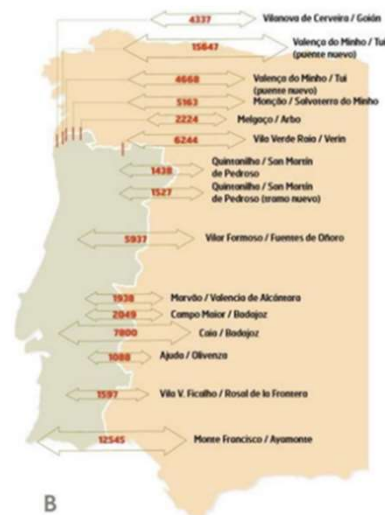 4337 Vilanova de Cerveira / Goián
15647 Valença do Minho / Tui
(puente nuevo)
4668 Valença do Minho / Tui
(puente nuevo)
5163 Monção / Salvaterra do Minho
2224 Melgaço / Arbo
6244 Vila Verde Raia / Verín
1438 Quintanilha / San Martín
de Pedroso
1527 Quintanilha / San Martín
de Pedroso (tramo nuevo)
5937 Vilar Formoso / Fuentes de Oñoro
1938 Marvão / Valencia de Alcántara
2049 Campo Maior / Badajoz
7800 Caia / Badajoz
1088 Ajuda / Olivenza
1597 Vila V. Ficalho / Rosal de la Frontera
12545 Monte Francisco / Ayamonte
B